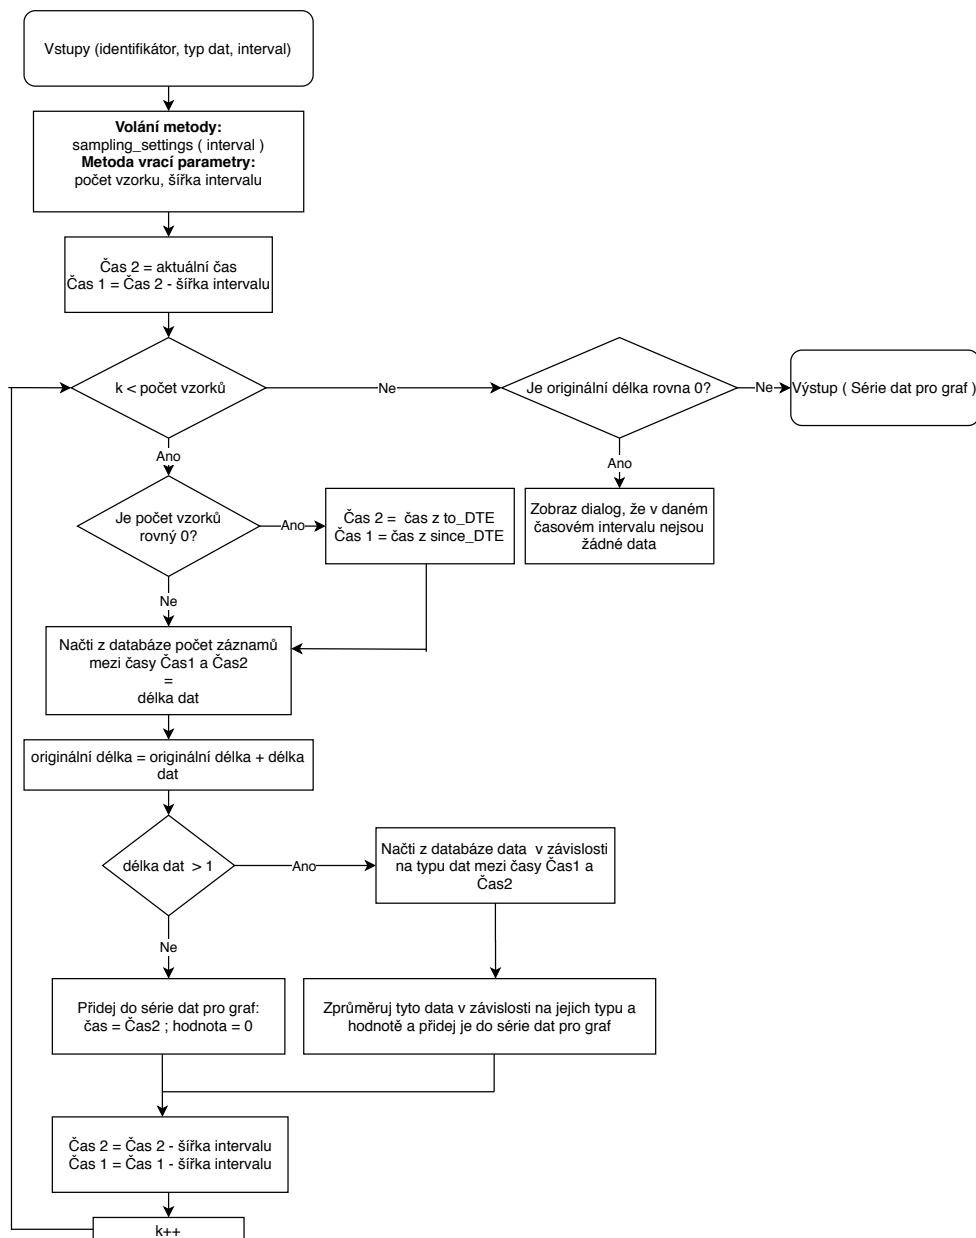 Vstupy (identifikátor, typ dat, interval)
Volání metody:
sampling_settings ( interval )
Metoda vrací parametry:
počet vzorku, šířka intervalu
Čas 2 = aktuální čas
Čas 1 = Čas 2 - šířka intervalu
k < počet vzorků
Ne
Je originální délka rovna 0?
Ne
Výstup ( Série dat pro graf )
Ano
Ano
Je počet vzorků
rovný 0?
Ano
Čas 2 =  čas z to_DTE
Čas 1 = čas z since_DTE
Zobraz dialog, že v daném
časovém intervalu nejsou
žádné data
Ne
Načti z databáze počet záznamů
mezi časy Čas1 a Čas2
=
délka dat
originální délka = originální délka + délka
dat
délka dat  > 1
Ano
Načti z databáze data  v závislosti
na typu dat mezi časy Čas1 a
Čas2
Ne
Přidej do série dat pro graf:
čas = Čas2 ; hodnota = 0
Zprůměruj tyto data v závislosti na jejich typu a
hodnotě a přidej je do série dat pro graf
Čas 2 = Čas 2 - šířka intervalu
Čas 1 = Čas 1 - šířka intervalu
k++